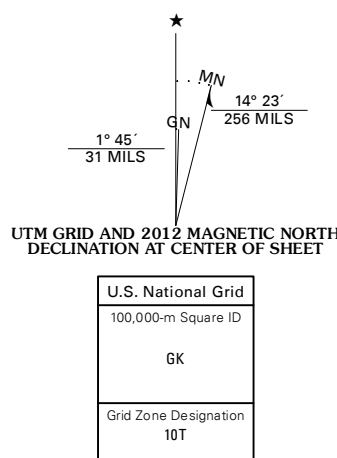 ★
MN
GN
14° 23´
256 MILS
1° 45´
31 MILS
UTM GRID AND 2012 MAGNETIC NORTH
DECLINATION AT CENTER OF SHEET
U.S. National Grid
100,000-m Square ID
GK
Grid Zone Designation
10T